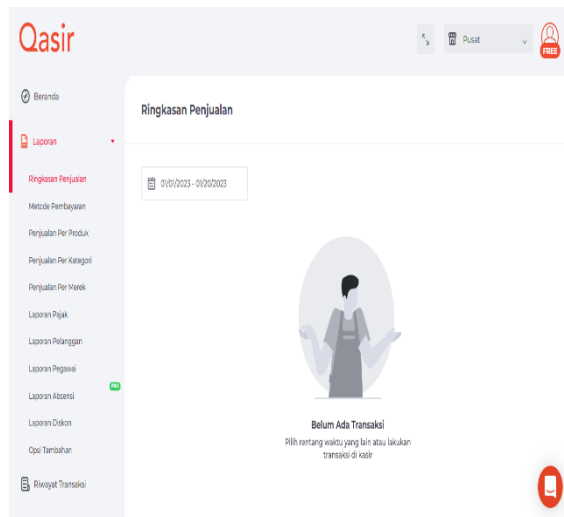 Qasir
Pusat
FREE
Beranda
Ringkasan Penjualan
Laporan
Ringkasan Penjualan
01/01/2023 - 01/20/2023
Metode Pembayaran
Penjualan Per Produk
Penjualan Per Kategori
Penjualan Per Merek
Laporan Pajak
Laporan Pelanggan
Laporan Pegawai
PRO
Laporan Absensi
Laporan Diskon
Opsi Tambahan
Riwayat Transaksi
Belum Ada Transaksi
Pilih rentang waktu yang lain atau lakukan
transaksi di kasir